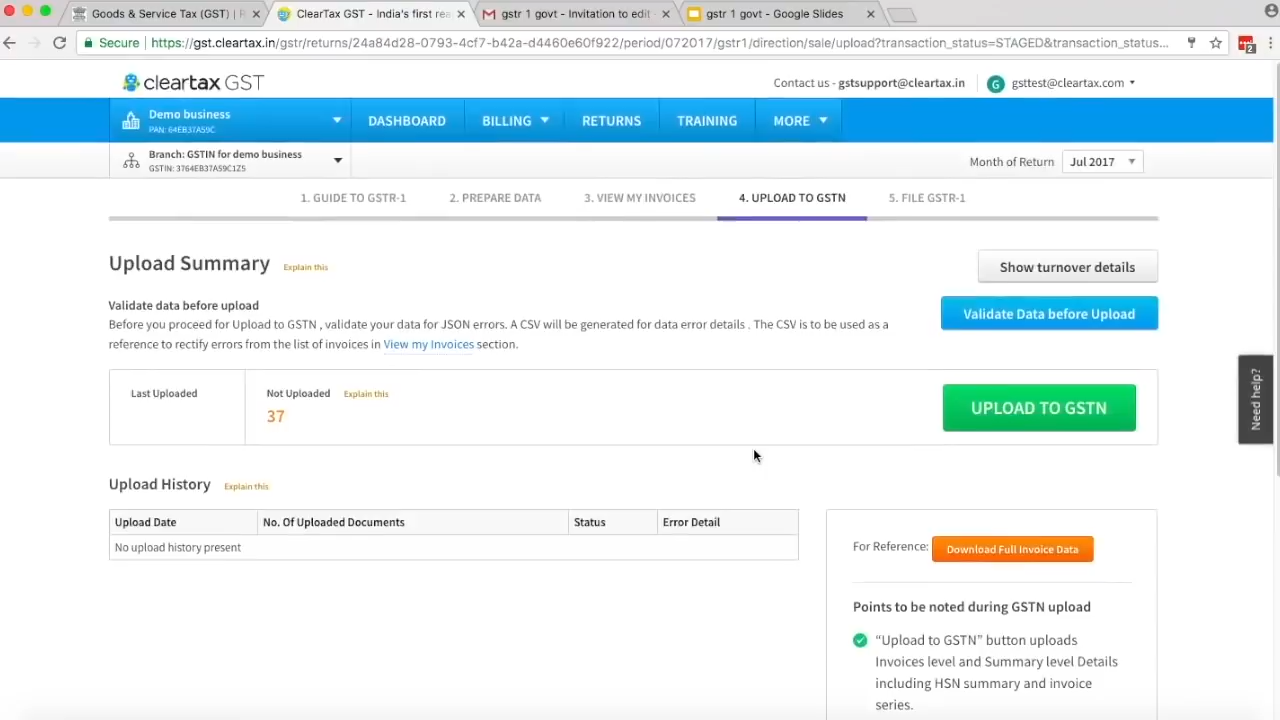 Goods & Service Tax (GST) | R
ClearTax GST - India's first rea
gstr 1 govt - Invitation to edit -
gstr 1 govt - Google Slides
Secure
https://gst.cleartax.in/gstr/returns/24a84d28-0793-4cf7-b42a-d4460e60f922/period/072017/gstr1/direction/sale/upload?transaction_status=STAGED&transaction_status...
2
cleartax GST
Contact us - gstsupport@cleartax.in
G gsttest@cleartax.com
Demo business
PAN: 64EB37A59C
DASHBOARD
BILLING
RETURNS
TRAINING
MORE
Branch: GSTIN for demo business
GSTIN: 3764EB37A59C1Z5
Month of Return
Jul 2017
1. GUIDE TO GSTR-1
2. PREPARE DATA
3. VIEW MY INVOICES
4. UPLOAD TO GSTN
5. FILE GSTR-1
Upload Summary
Explain this
Show turnover details
Validate data before upload
Before you proceed for Upload to GSTN , validate your data for JSON errors. A CSV will be generated for data error details . The CSV is to be used as a
reference to rectify errors from the list of invoices in View my Invoices section.
Validate Data before Upload
Last Uploaded
Not Uploaded
Explain this
37
UPLOAD TO GSTN
Need help?
Upload History
Explain this
Upload Date
No. Of Uploaded Documents
Status
Error Detail
No upload history present
For Reference:
Download Full Invoice Data
Points to be noted during GSTN upload
“Upload to GSTN” button uploads
Invoices level and Summary level Details
including HSN summary and invoice
series.